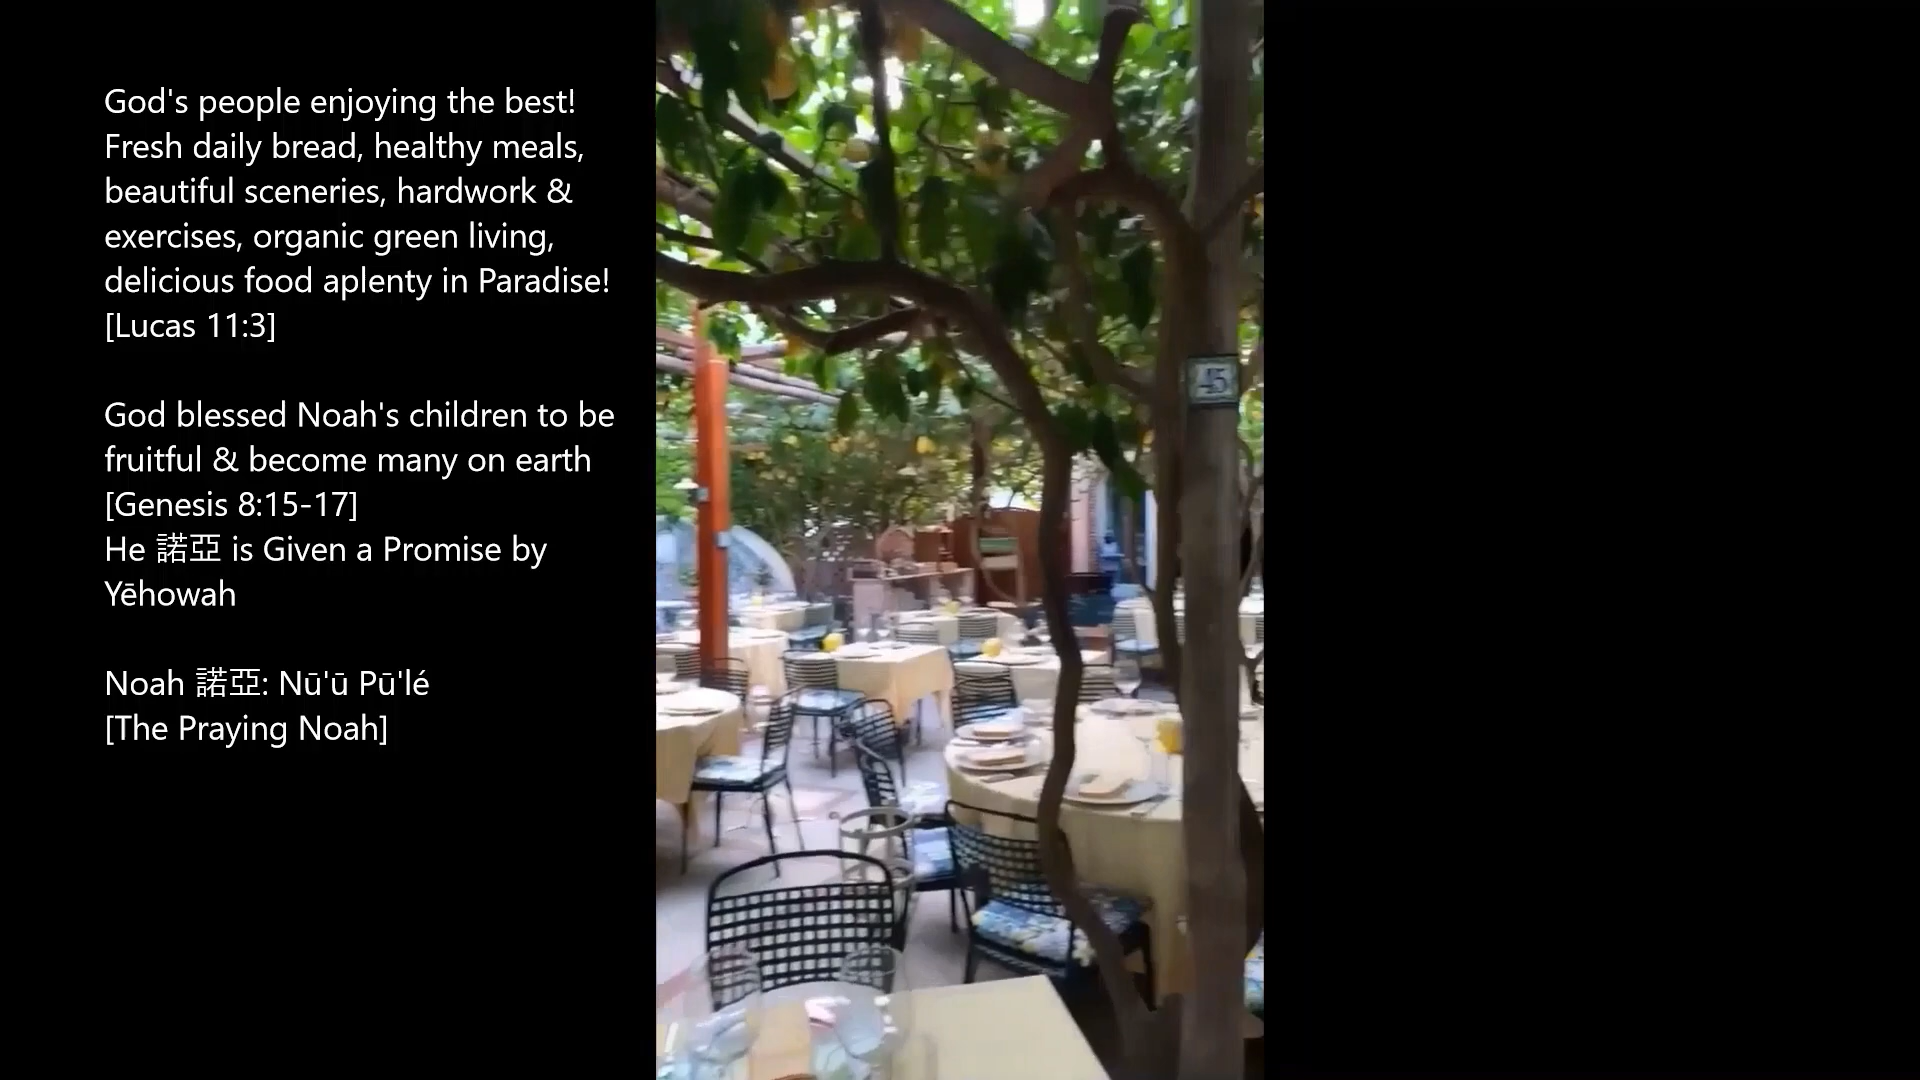 God's people enjoying the best!
Fresh daily bread, healthy meals,
beautiful sceneries, hardwork &
exercises, organic green living,
delicious food aplenty in Paradise!
[Lucas 11:3]
God blessed Noah's children to be
fruitful & become many on earth
[Genesis 8:15-17]
He 諾亞 is Given a Promise by
Yēhowah
Noah 諾亞: Nū'ū Pū'lé
[The Praying Noah]
45